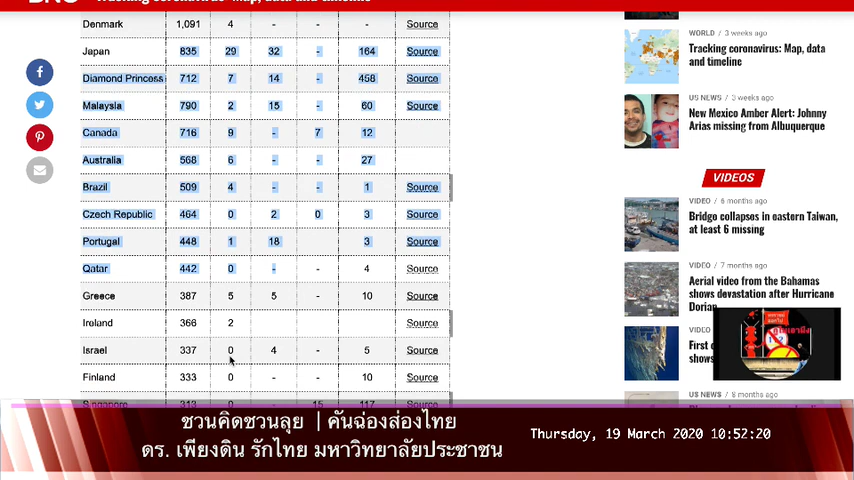 Denmark 1,091 4 - - - Source
Japan 835 29 32 - 164 Source
Diamond Princess 712 7 14 - 458 Source
Malaysia 790 2 15 - 60 Source
Canada 716 9 - 7 12
Australia 568 6 - - 27
Brazil 509 4 - - 1 Source
Czech Republic 464 0 2 0 3 Source
Portugal 448 1 18 3 Source
Qatar 442 0 - - 4 Source
Greece 387 5 5 - 10 Source
Ireland 366 2 Source
Israel 337 0 4 - 5 Source
Finland 333 0 - 10 Source
Singapore 313 0 - 15 117 Source
WORLD / 3 weeks ago
Tracking coronavirus: Map, data
and timeline
US NEWS / 3 weeks ago
New Mexico Amber Alert: Johnny
Arias missing from Albuquerque
VIDEOS
VIDEO / 6 months ago
Bridge collapses in eastern Taiwan,
at least 6 missing
VIDEO / 7 months ago
Aerial video from the Bahamas
shows devastation after Hurricane
Dorian
VIDEO
First
shows
US NEWS / 8 months ago
ชวนคิดชวนลุย | คันฉ่องส่องไทย
ดร. เพียงดิน รักไทย มหาวิทยาลัยประชาชน
Thursday, 19 March 2020 10:52:20